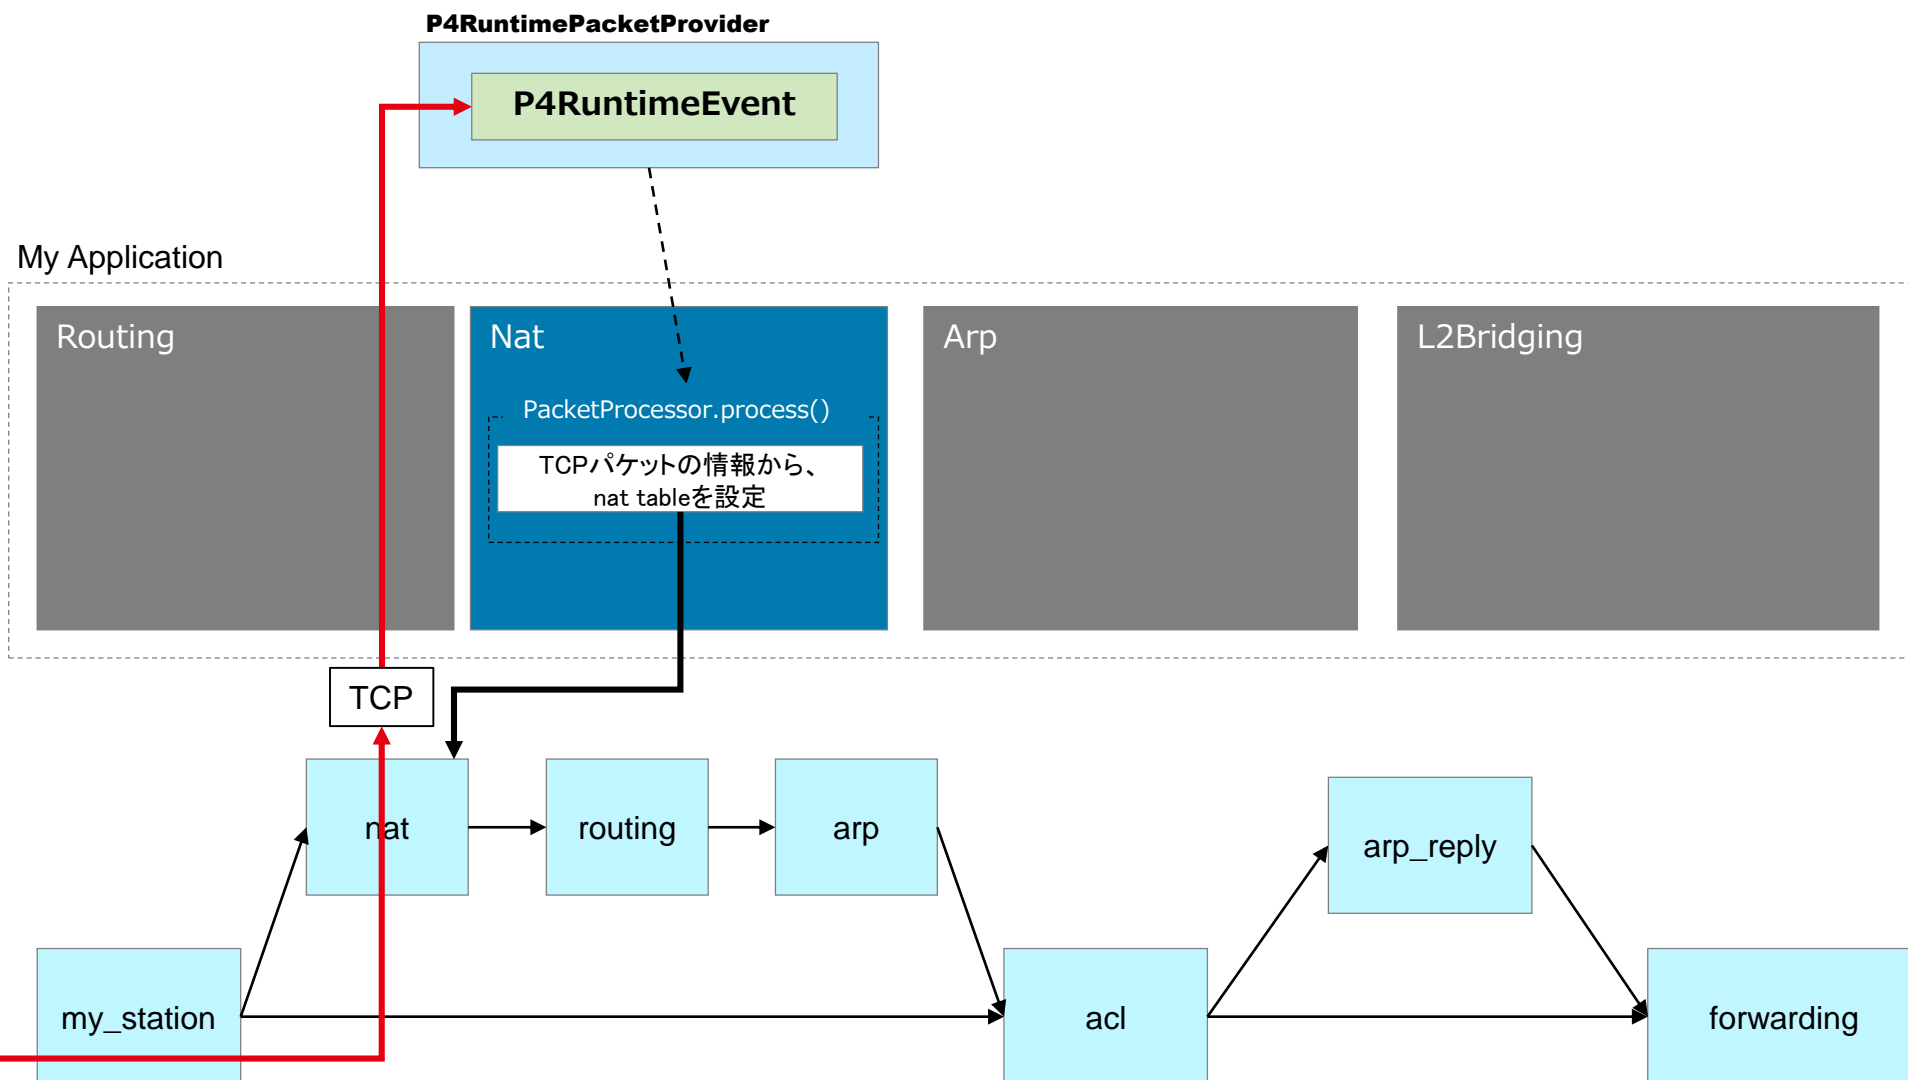 P4RuntimePacketProvider
P4RuntimeEvent
My Application
Routing
Nat
Arp
L2Bridging
PacketProcessor.process()
TCPパケットの情報から、
nat tableを設定
TCP
nat
routing
arp
arp_reply
my_station
acl
forwarding